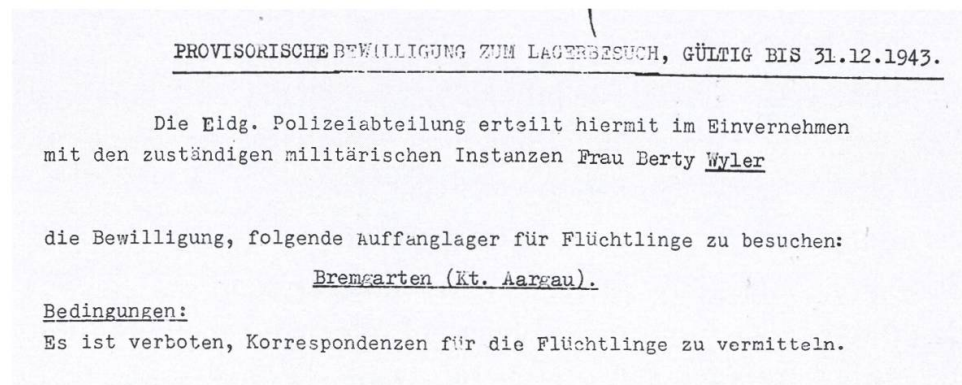 PROVISORISCHE BEWILLIGUNG ZUM LAGERBESUCH, GÜLTIG BIS 31.12.1943.
Die Eidg. Polizeiabteilung erteilt hiermit im Einvernehmen
mit den zuständigen militärischen Instanzen Frau Berty Wyler
die Bewilligung, folgende Auffanglager für Flüchtlinge zu besuchen:
Bremgarten (Kt. Aargau).
Bedingungen:
Es ist verboten, Korrespondenzen für die Flüchtlinge zu vermitteln.